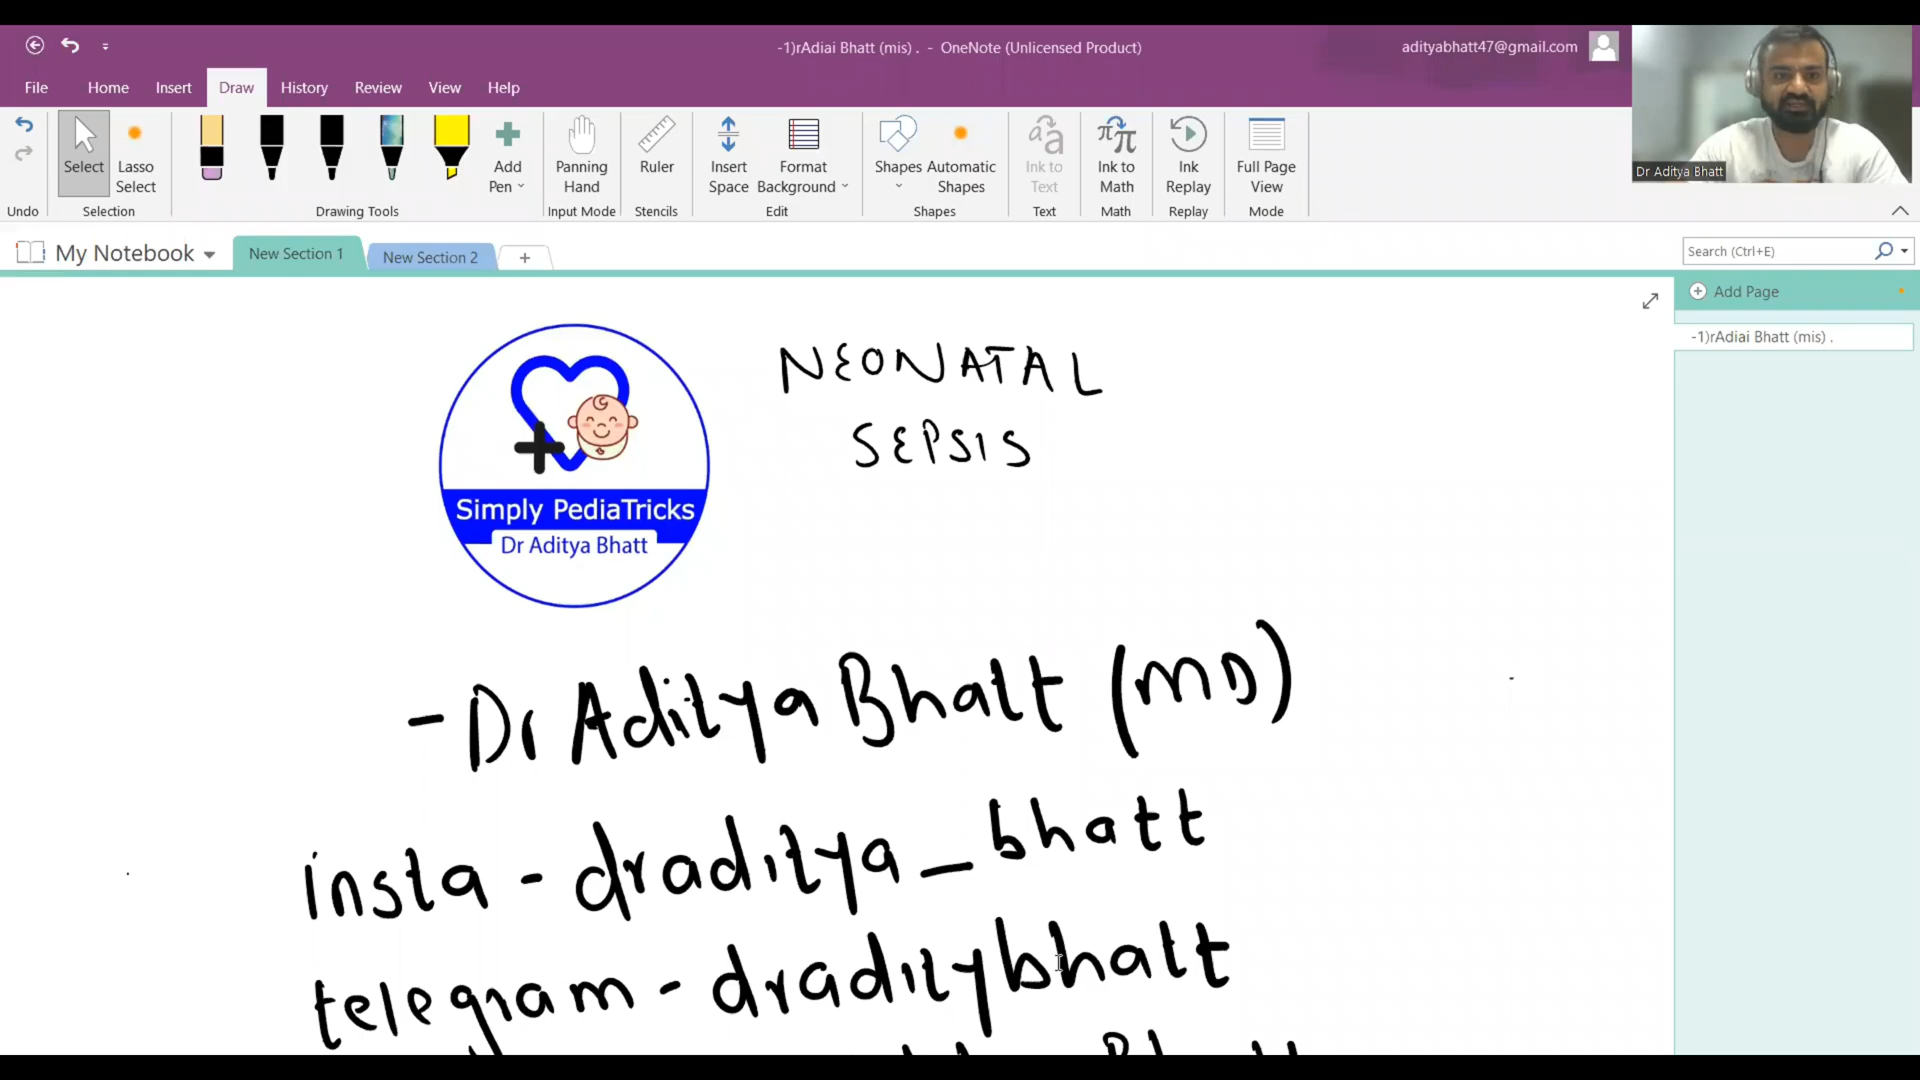 -1)rAdiai Bhatt (mis) . - OneNote (Unlicensed Product)
adityabhatt47@gmail.com
File Home Insert Draw History Review View Help
Select
Lasso Select
Add Pen
Panning Hand
Ruler
Insert Space
Format Background
Shapes
Automatic Shapes
Ink to Text
Ink to Math
Ink Replay
Full Page View
Undo Selection Drawing Tools Input Mode Stencils Edit Shapes Text Math Replay Mode
Dr Aditya Bhatt
My Notebook New Section 1 New Section 2 +
Search (Ctrl+E)
Add Page
-1)rAdiai Bhatt (mis) .
NEONATAL
SEPSIS
Simply PediaTricks
Dr Aditya Bhatt
- Dr Aditya Bhatt (MD)
insta - draditya_bhatt
telegram - draditybhatt